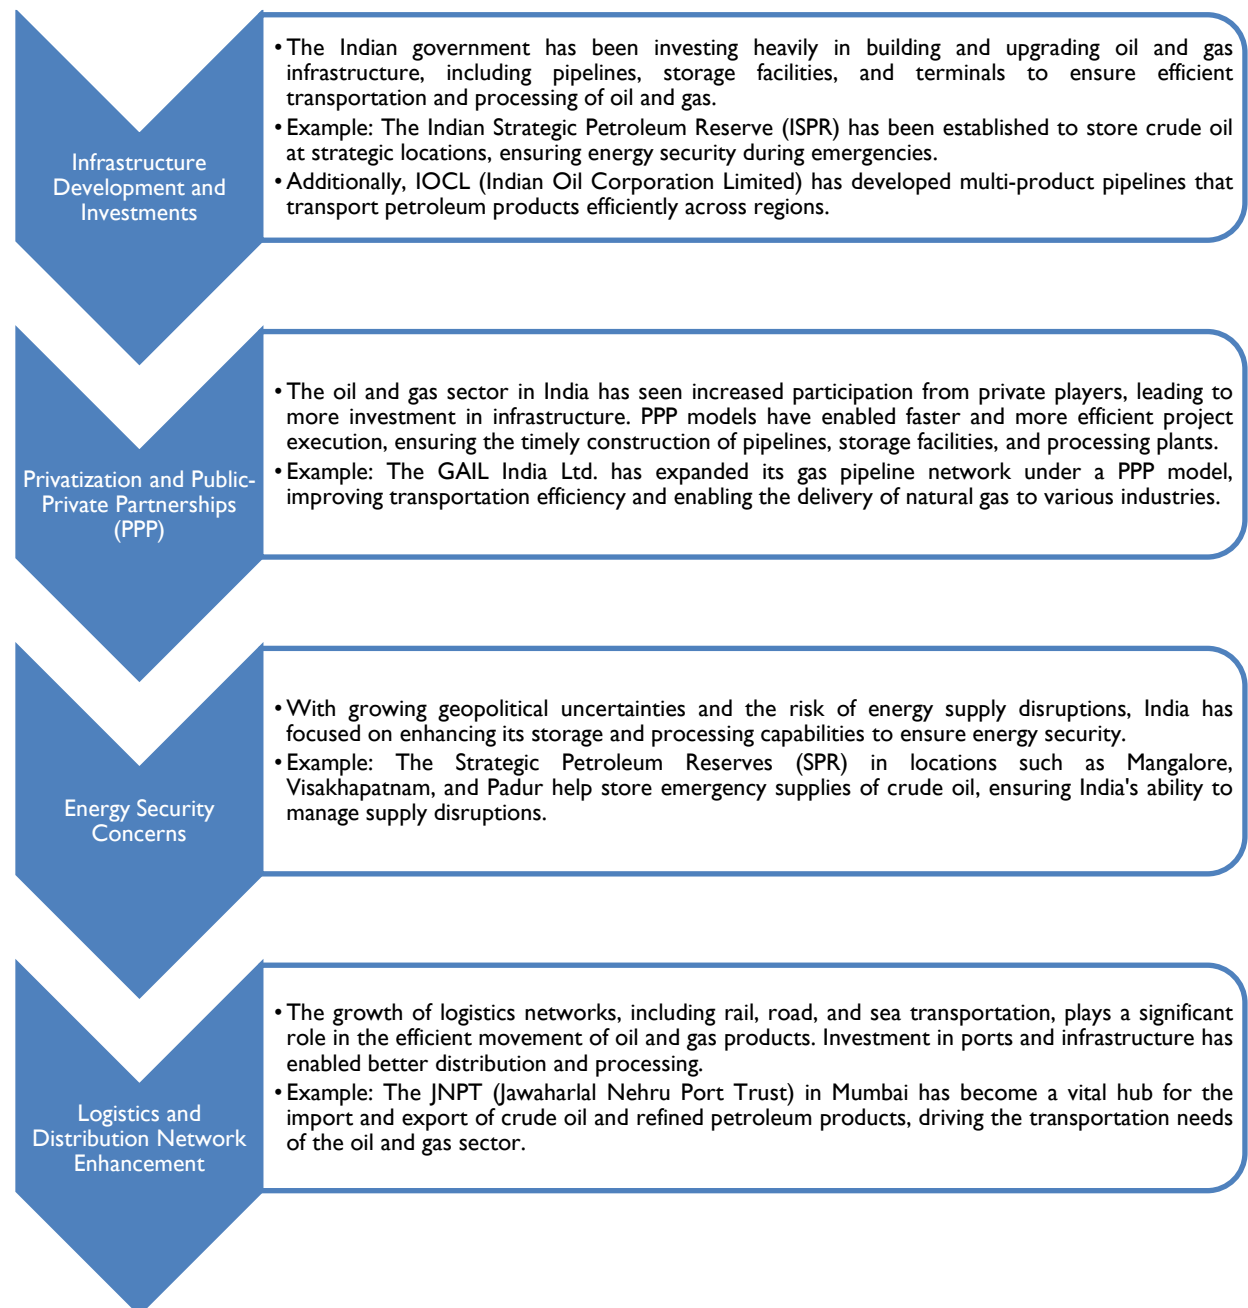 Infrastructure
Development and
Investments
• The Indian government has been investing heavily in building and upgrading oil and gas
infrastructure, including pipelines, storage facilities, and terminals to ensure efficient
transportation and processing of oil and gas.
• Example: The Indian Strategic Petroleum Reserve (ISPR) has been established to store crude oil
at strategic locations, ensuring energy security during emergencies.
• Additionally, IOCL (Indian Oil Corporation Limited) has developed multi-product pipelines that
transport petroleum products efficiently across regions.
Privatization and Public-
Private Partnerships
(PPP)
• The oil and gas sector in India has seen increased participation from private players, leading to
more investment in infrastructure. PPP models have enabled faster and more efficient project
execution, ensuring the timely construction of pipelines, storage facilities, and processing plants.
• Example: The GAIL India Ltd. has expanded its gas pipeline network under a PPP model,
improving transportation efficiency and enabling the delivery of natural gas to various industries.
Energy Security
Concerns
• With growing geopolitical uncertainties and the risk of energy supply disruptions, India has
focused on enhancing its storage and processing capabilities to ensure energy security.
• Example: The Strategic Petroleum Reserves (SPR) in locations such as Mangalore,
Visakhapatnam, and Padur help store emergency supplies of crude oil, ensuring India's ability to
manage supply disruptions.
Logistics and
Distribution Network
Enhancement
• The growth of logistics networks, including rail, road, and sea transportation, plays a significant
role in the efficient movement of oil and gas products. Investment in ports and infrastructure has
enabled better distribution and processing.
• Example: The JNPT (Jawaharlal Nehru Port Trust) in Mumbai has become a vital hub for the
import and export of crude oil and refined petroleum products, driving the transportation needs
of the oil and gas sector.